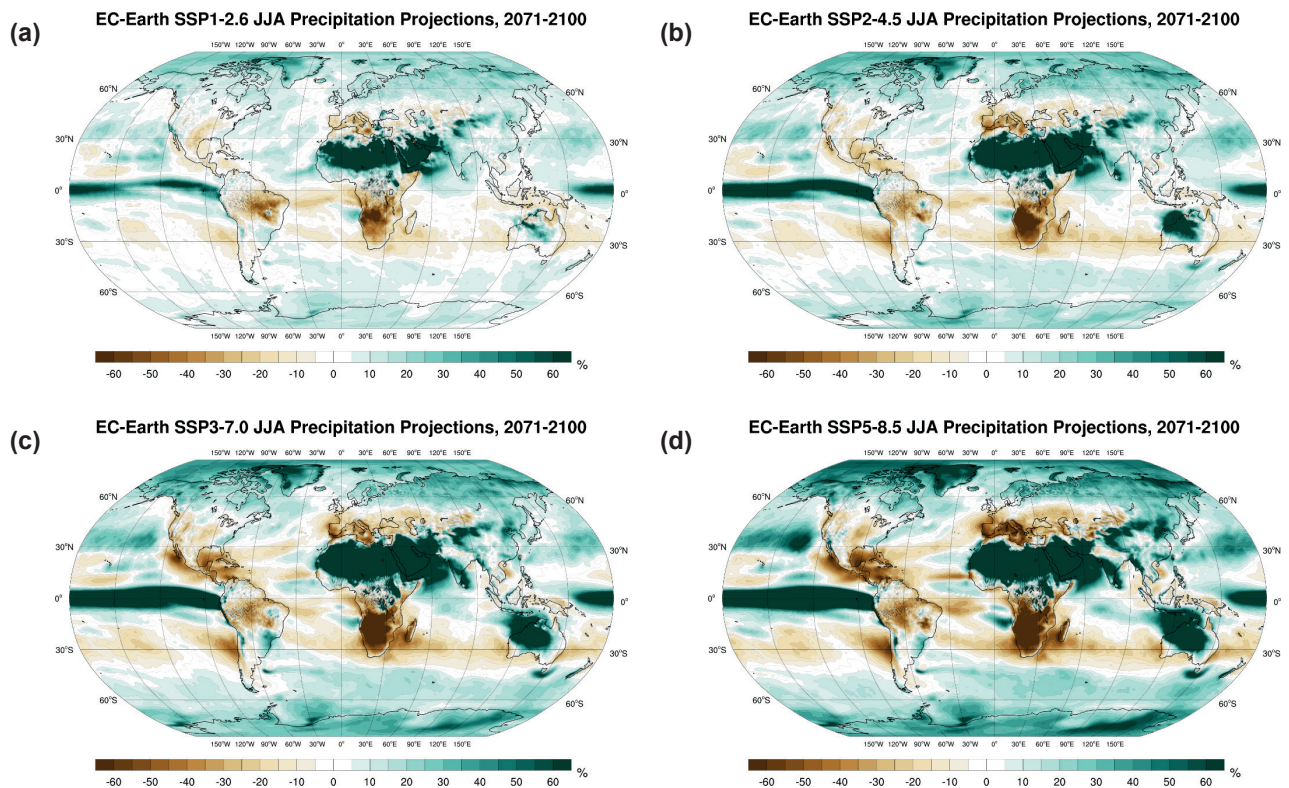 (a)
EC-Earth SSP1-2.6 JJA Precipitation Projections, 2071-2100
150°W 120°W 90°W 60°W 30°W 0° 30°E 60°E 90°E 120°E 150°E
60°N 60°N
30°N 30°N
0° 0°
30°S 30°S
60°S 60°S
150°W 120°W 90°W 60°W 30°W 0° 30°E 60°E 90°E 120°E 150°E
-60 -50 -40 -30 -20 -10 0 10 20 30 40 50 60 %
(b)
EC-Earth SSP2-4.5 JJA Precipitation Projections, 2071-2100
150°W 120°W 90°W 60°W 30°W 0° 30°E 60°E 90°E 120°E 150°E
60°N 60°N
30°N 30°N
0° 0°
30°S 30°S
60°S 60°S
150°W 120°W 90°W 60°W 30°W 0° 30°E 60°E 90°E 120°E 150°E
-60 -50 -40 -30 -20 -10 0 10 20 30 40 50 60 %
(c)
EC-Earth SSP3-7.0 JJA Precipitation Projections, 2071-2100
150°W 120°W 90°W 60°W 30°W 0° 30°E 60°E 90°E 120°E 150°E
60°N 60°N
30°N 30°N
0° 0°
30°S 30°S
60°S 60°S
150°W 120°W 90°W 60°W 30°W 0° 30°E 60°E 90°E 120°E 150°E
-60 -50 -40 -30 -20 -10 0 10 20 30 40 50 60 %
(d)
EC-Earth SSP5-8.5 JJA Precipitation Projections, 2071-2100
150°W 120°W 90°W 60°W 30°W 0° 30°E 60°E 90°E 120°E 150°E
60°N 60°N
30°N 30°N
0° 0°
30°S 30°S
60°S 60°S
150°W 120°W 90°W 60°W 30°W 0° 30°E 60°E 90°E 120°E 150°E
-60 -50 -40 -30 -20 -10 0 10 20 30 40 50 60 %